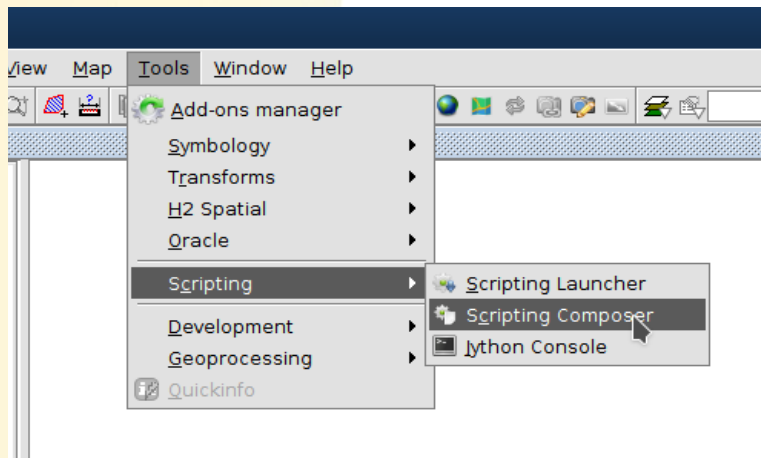 View Map Tools Window Help
Add-ons manager
Symbology
Transforms
H2 Spatial
Oracle
Scripting
Scripting Launcher
Scripting Composer
Jython Console
Development
Geoprocessing
Quickinfo